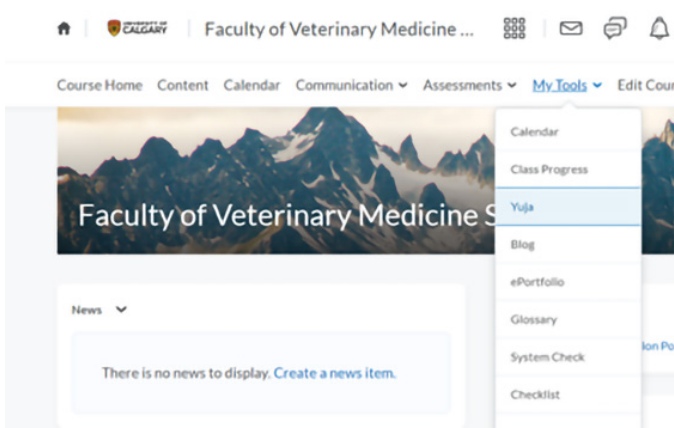 UNIVERSITY OF
CALGARY
Faculty of Veterinary Medicine ...
Course Home Content Calendar Communication Assessments My Tools Edit Cour
Calendar
Class Progress
Yuja
Faculty of Veterinary Medicine S
Blog
ePortfolio
Glossary
System Check
Checklist
News
There is no news to display. Create a news item.
ion Po